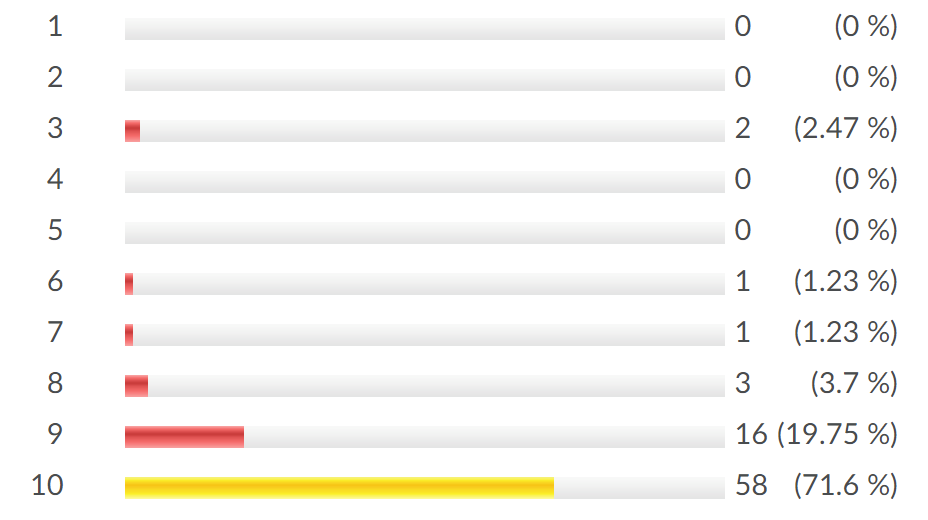 1 0 (0 %)
2 0 (0 %)
3 2 (2.47 %)
4 0 (0 %)
5 0 (0 %)
6 1 (1.23 %)
7 1 (1.23 %)
8 3 (3.7 %)
9 16 (19.75 %)
10 58 (71.6 %)